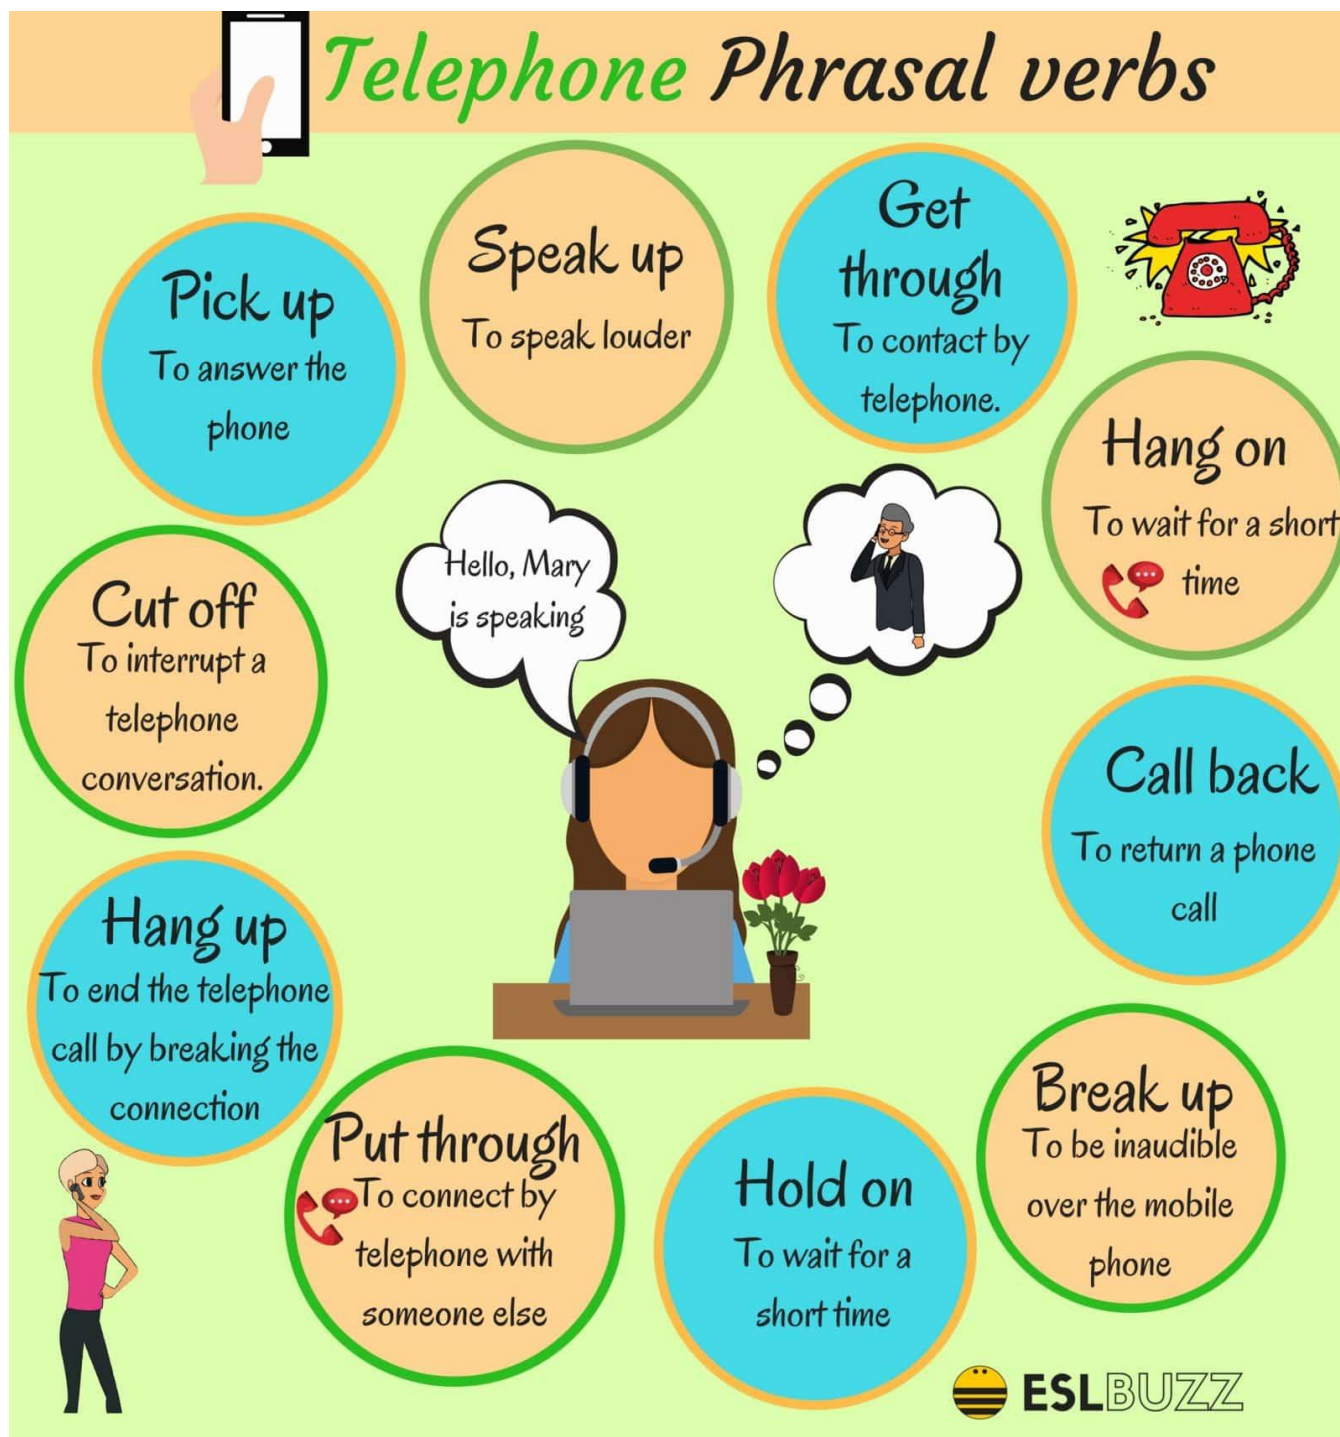 Telephone Phrasal verbs
Pick up
To answer the
phone
Speak up
To speak louder
Get
through
To contact by
telephone.
Hang on
To wait for a short
time
Cut off
To interrupt a
telephone
conversation.
Hello, Mary
is speaking
Call back
To return a phone
call
Hang up
To end the telephone
call by breaking the
connection
Put through
To connect by
telephone with
someone else
Hold on
To wait for a
short time
Break up
To be inaudible
over the mobile
phone
ESLBUZZ